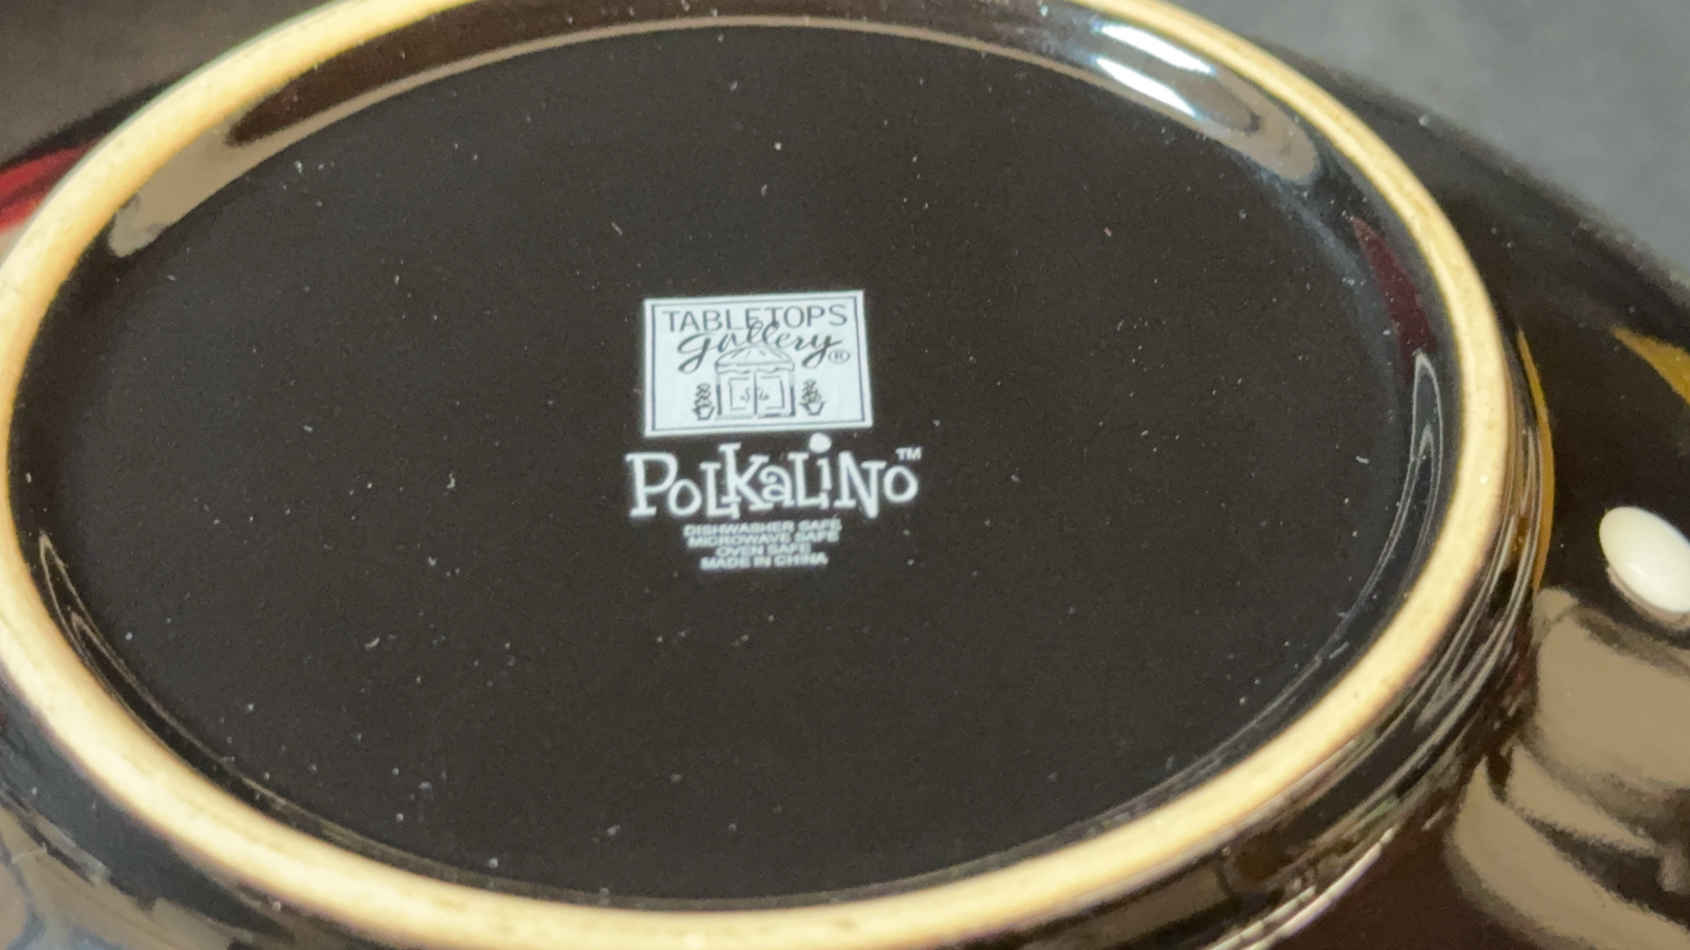 TABLETOPS
gallery®
POLKALiNO™
DISHWASHER SAFE
MICROWAVE SAFE
OVEN SAFE
MADE IN CHINA